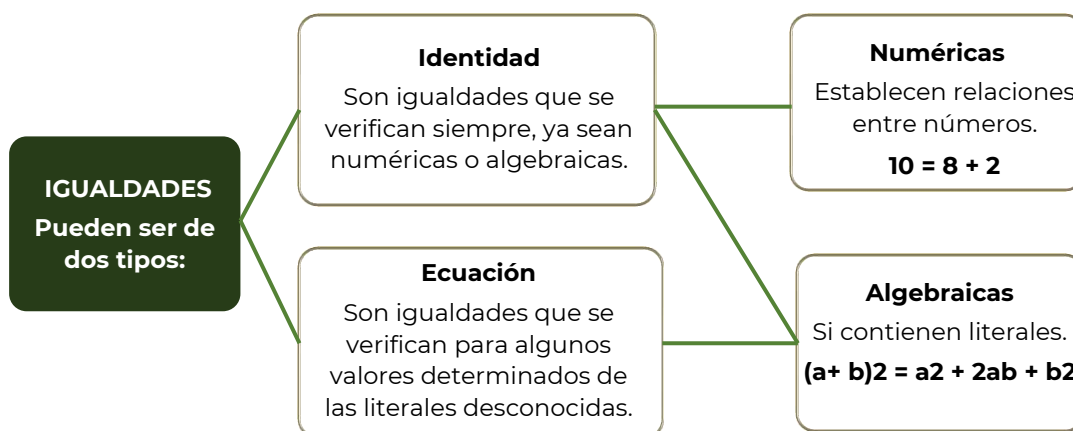 IGUALDADES
Pueden ser de
dos tipos:
Identidad
Son igualdades que se
verifican siempre, ya sean
numéricas o algebraicas.
Ecuación
Son igualdades que se
verifican para algunos
valores determinados de
las literales desconocidas.
Numéricas
Establecen relaciones
entre números.
10 = 8 + 2
Algebraicas
Si contienen literales.
(a+ b)2 = a2 + 2ab + b2